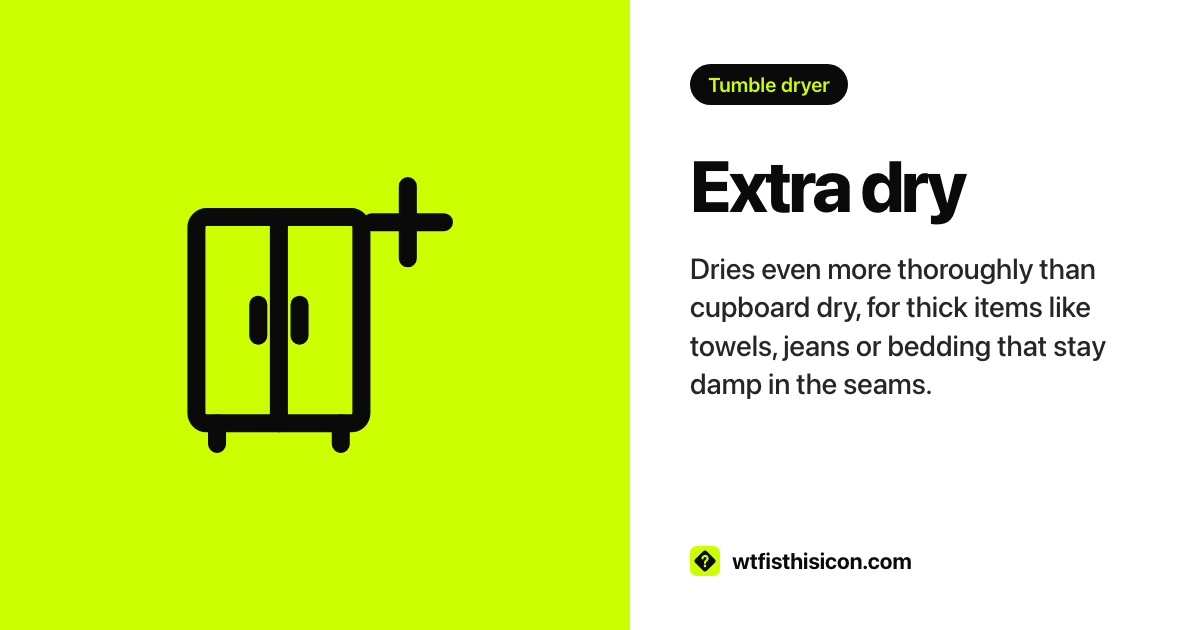 Tumble dryer
Extra dry
Dries even more thoroughly than
cupboard dry, for thick items like
towels, jeans or bedding that stay
damp in the seams.
?
wtfisthisicon.com